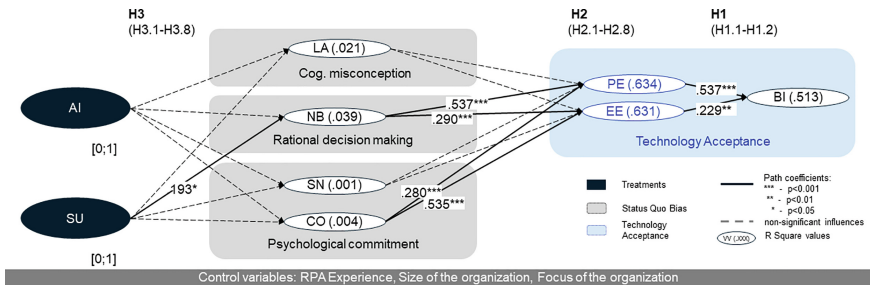 H3
(H3.1-H3.8)
H2
(H2.1-H2.8)
H1
(H1.1-H1.2)
LA (.021)
Cog. misconception
AI
[0;1]
NB (.039)
Rational decision making
.537***
.290***
PE (.634)
EE (.631)
.537***
.229**
BI (.513)
Technology Acceptance
SU
[0;1]
.193*
SN (.001)
CO (.004)
Psychological commitment
.280***
.535***
Treatments
Status Quo Bias
Technology
Acceptance
Path coefficients:
*** - p<0.001
** - p<0.01
* - p<0.05
non-significant influences
VV (.XXX)
R Square values
Control variables: RPA Experience, Size of the organization, Focus of the organization